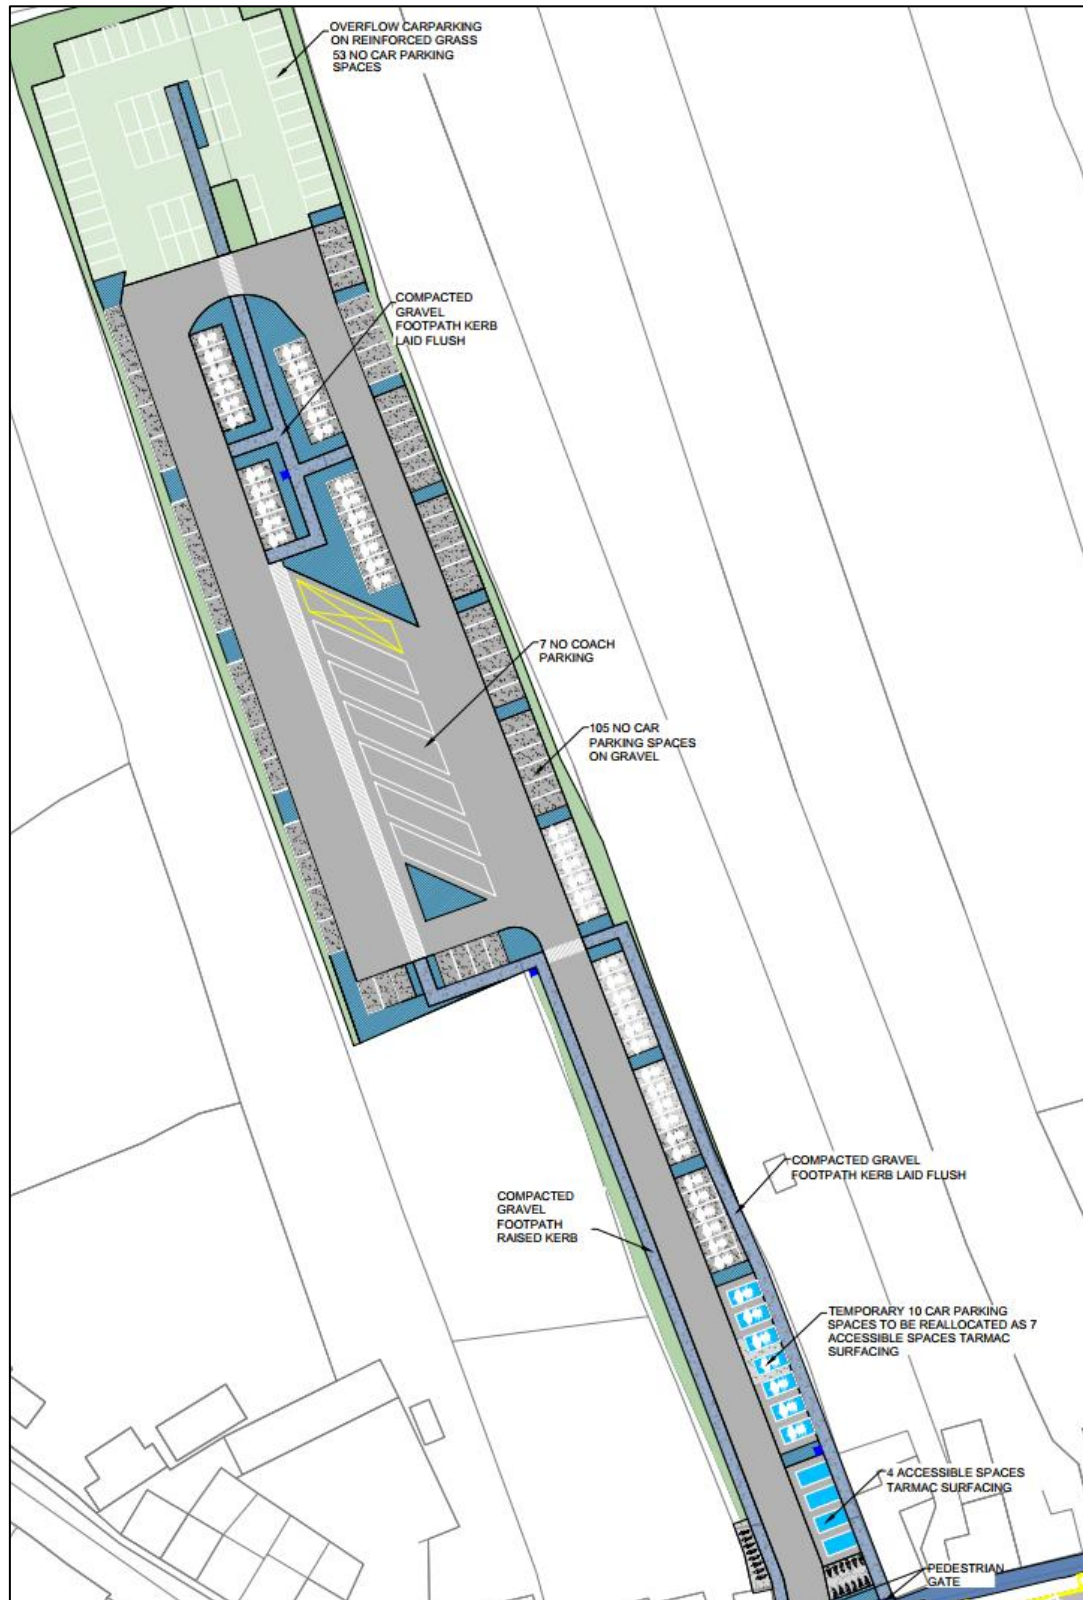 OVERFLOW CARPARKING
ON REINFORCED GRASS
53 NO CAR PARKING
SPACES
COMPACTED
GRAVEL
FOOTPATH KERB
LAID FLUSH
7 NO COACH
PARKING
105 NO CAR
PARKING SPACES
ON GRAVEL
COMPACTED GRAVEL
FOOTPATH KERB LAID FLUSH
COMPACTED
GRAVEL
FOOTPATH
RAISED KERB
TEMPORARY 10 CAR PARKING
SPACES TO BE REALLOCATED AS 7
ACCESSIBLE SPACES TARMAC
SURFACING
4 ACCESSIBLE SPACES
TARMAC SURFACING
PEDESTRIAN
GATE